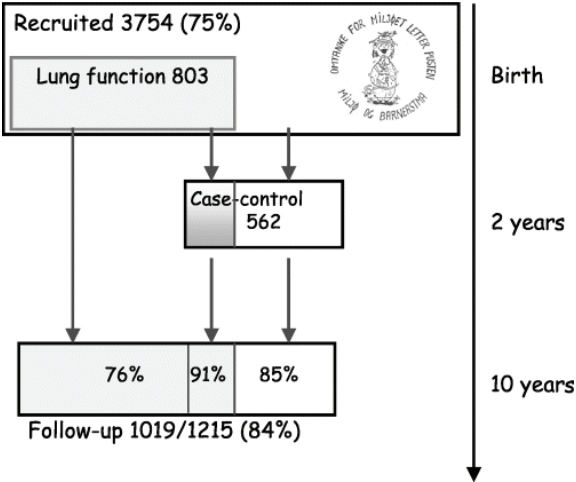 Recruited 3754 (75%)
OMTANKE FOR MILJØET LETTER PUSTEN
MILJØ OG BARNEASTMA
Lung function 803
Birth
Case-control
562
2 years
76%
91%
85%
10 years
Follow-up 1019/1215 (84%)